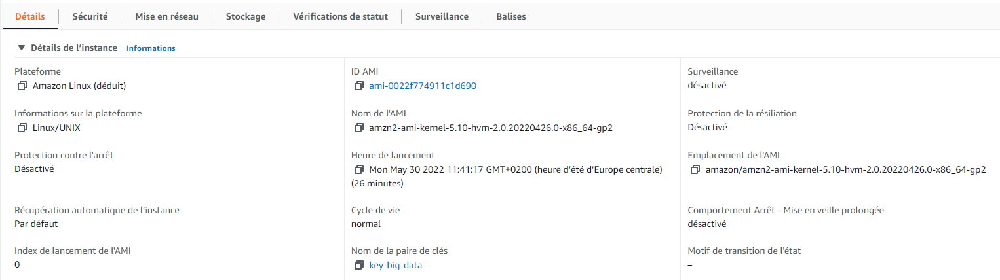 Détails
Sécurité
Mise en réseau
Stockage
Vérifications de statut
Surveillance
Balises
Détails de l’instance
Informations
Plateforme
Amazon Linux (déduit)
ID AMI
ami-0022f774911c1d690
Surveillance
désactivé
Informations sur la plateforme
Linux/UNIX
Nom de l'AMI
amzn2-ami-kernel-5.10-hvm-2.0.20220426.0-x86_64-gp2
Protection de la résiliation
Désactivé
Protection contre l'arrêt
Désactivé
Heure de lancement
Mon May 30 2022 11:41:17 GMT+0200 (heure d’été d’Europe centrale)
(26 minutes)
Emplacement de l'AMI
amazon/amzn2-ami-kernel-5.10-hvm-2.0.20220426.0-x86_64-gp2
Récupération automatique de l’instance
Par défaut
Cycle de vie
normal
Comportement Arrêt - Mise en veille prolongée
désactivé
Index de lancement de l'AMI
0
Nom de la paire de clés
key-big-data
Motif de transition de l'état
–